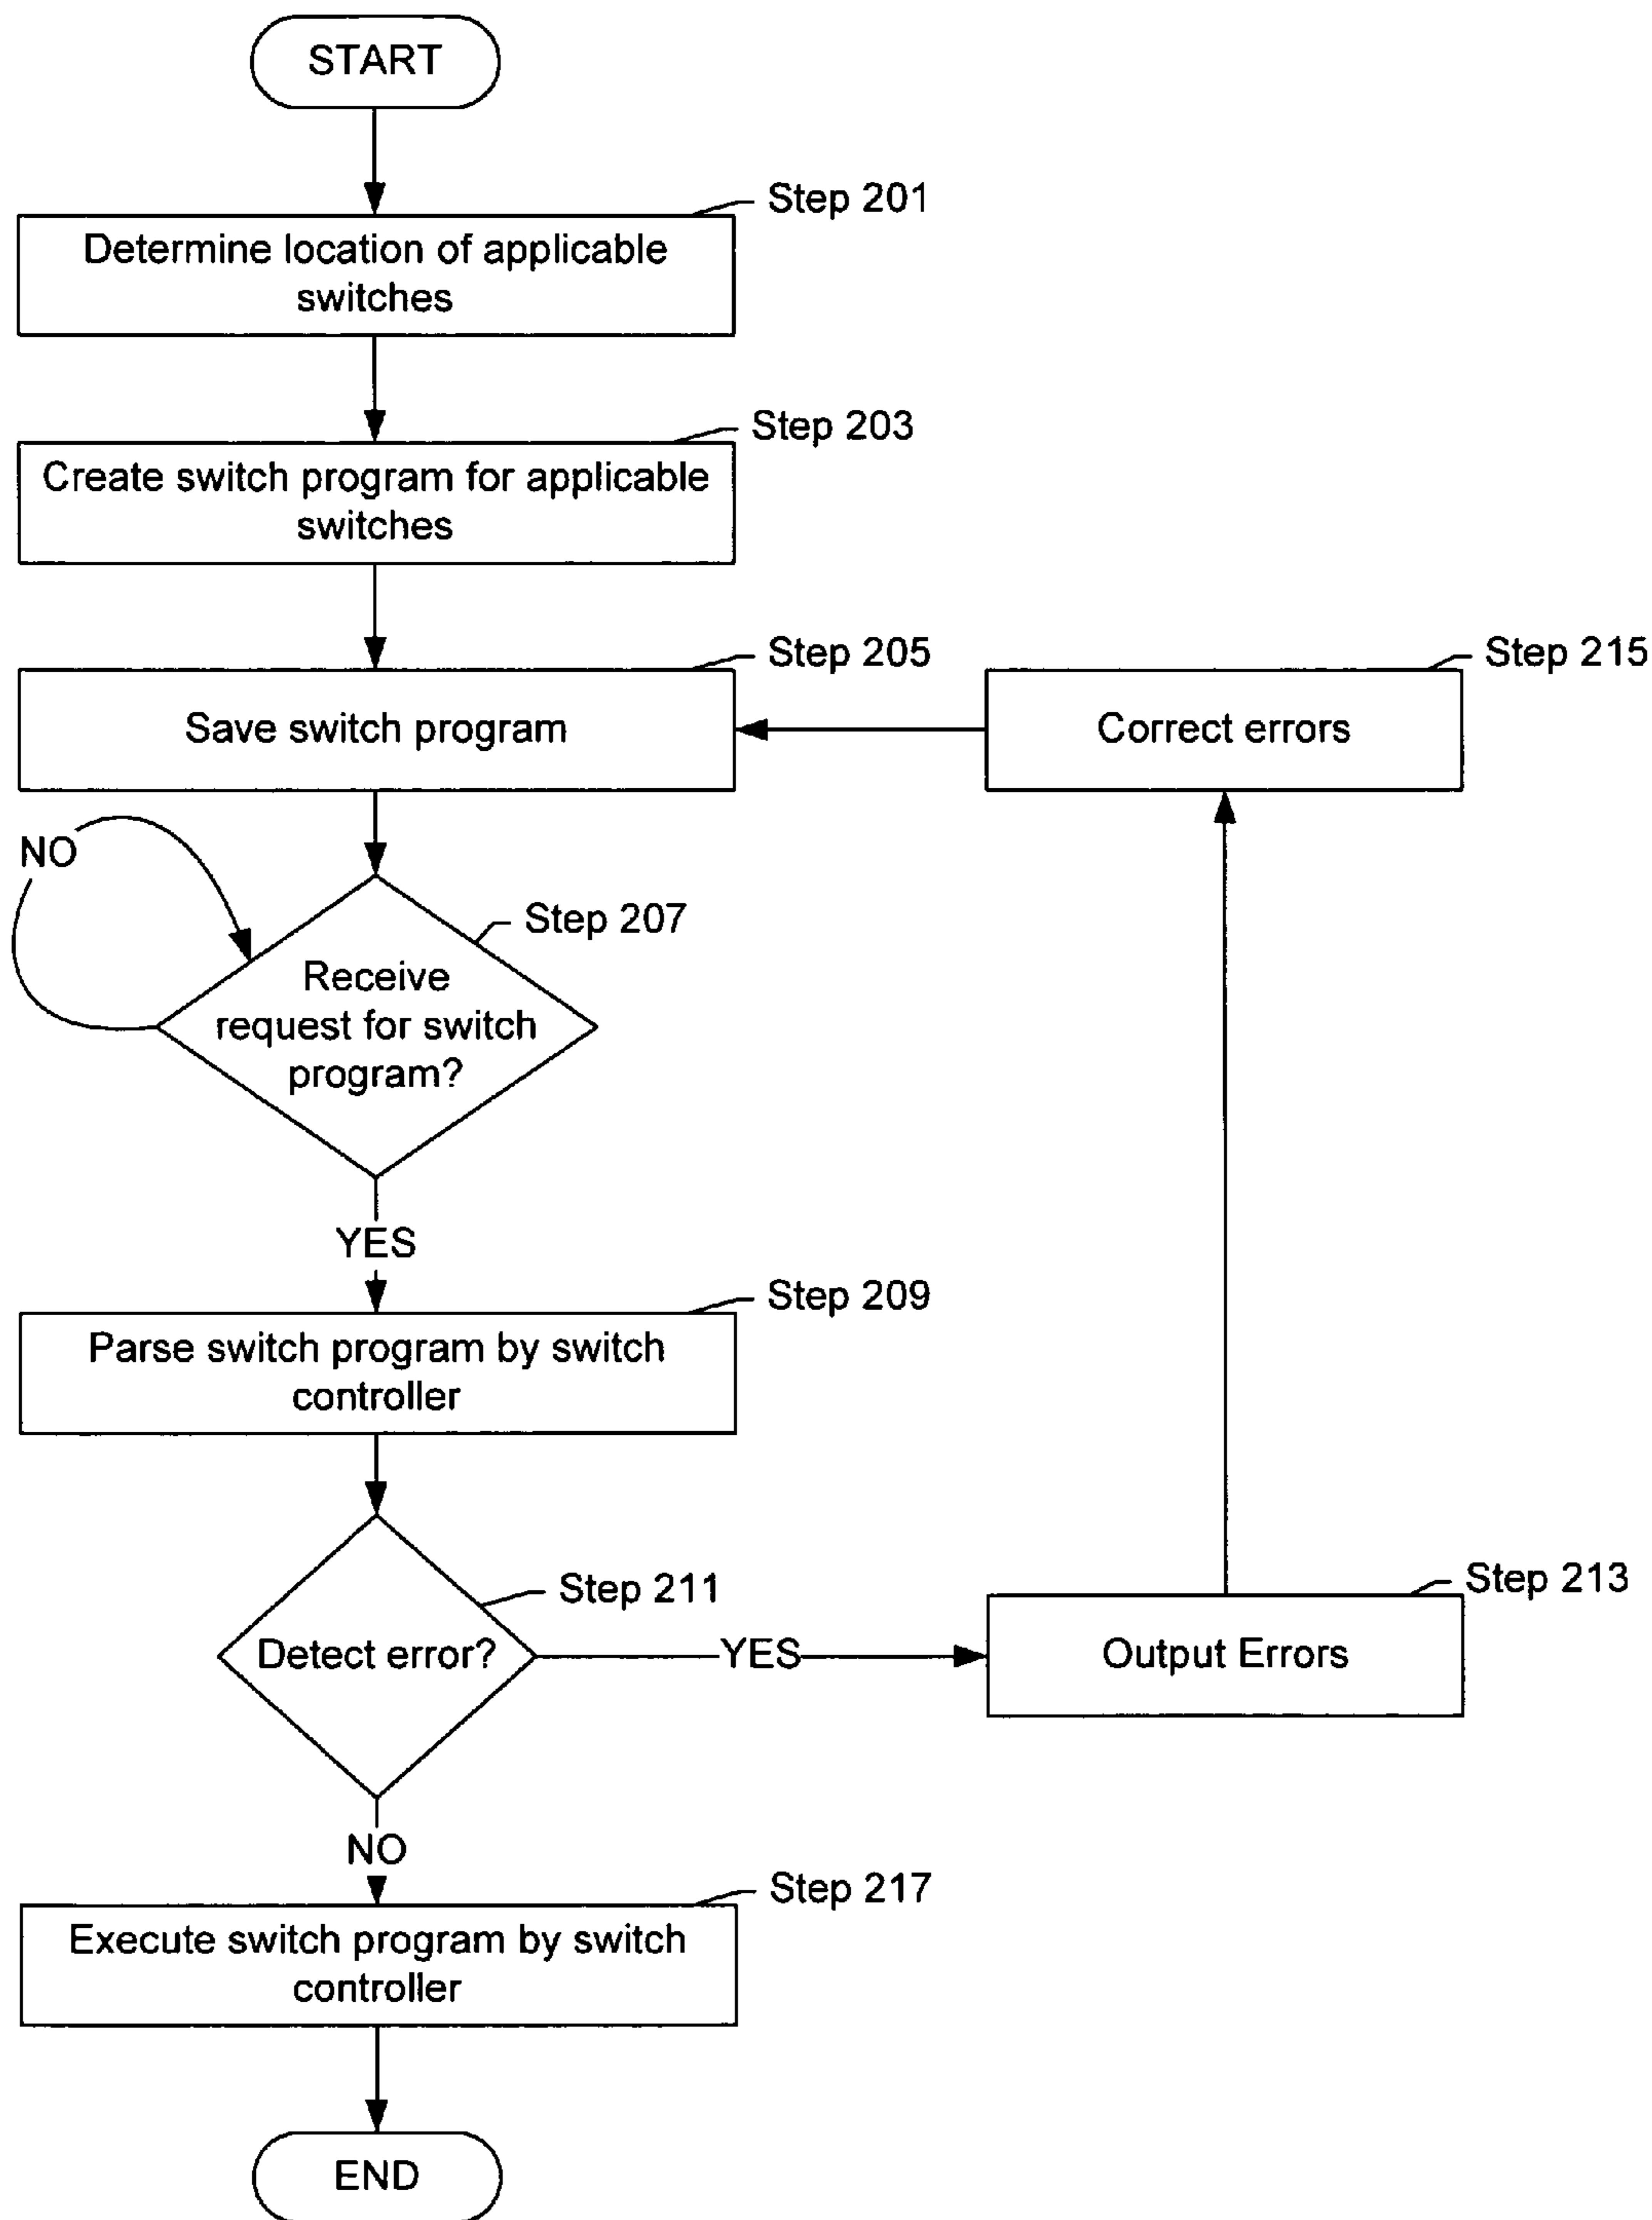 START
Step 201
Determine location of applicable
switches
Step 203
Create switch program for applicable
switches
Step 205
Save switch program
Step 215
Correct errors
NO
Step 207
Receive
request for switch
program?
YES
Step 209
Parse switch program by switch
controller
Step 211
Detect error?
YES
Step 213
Output Errors
NO
Step 217
Execute switch program by switch
controller
END